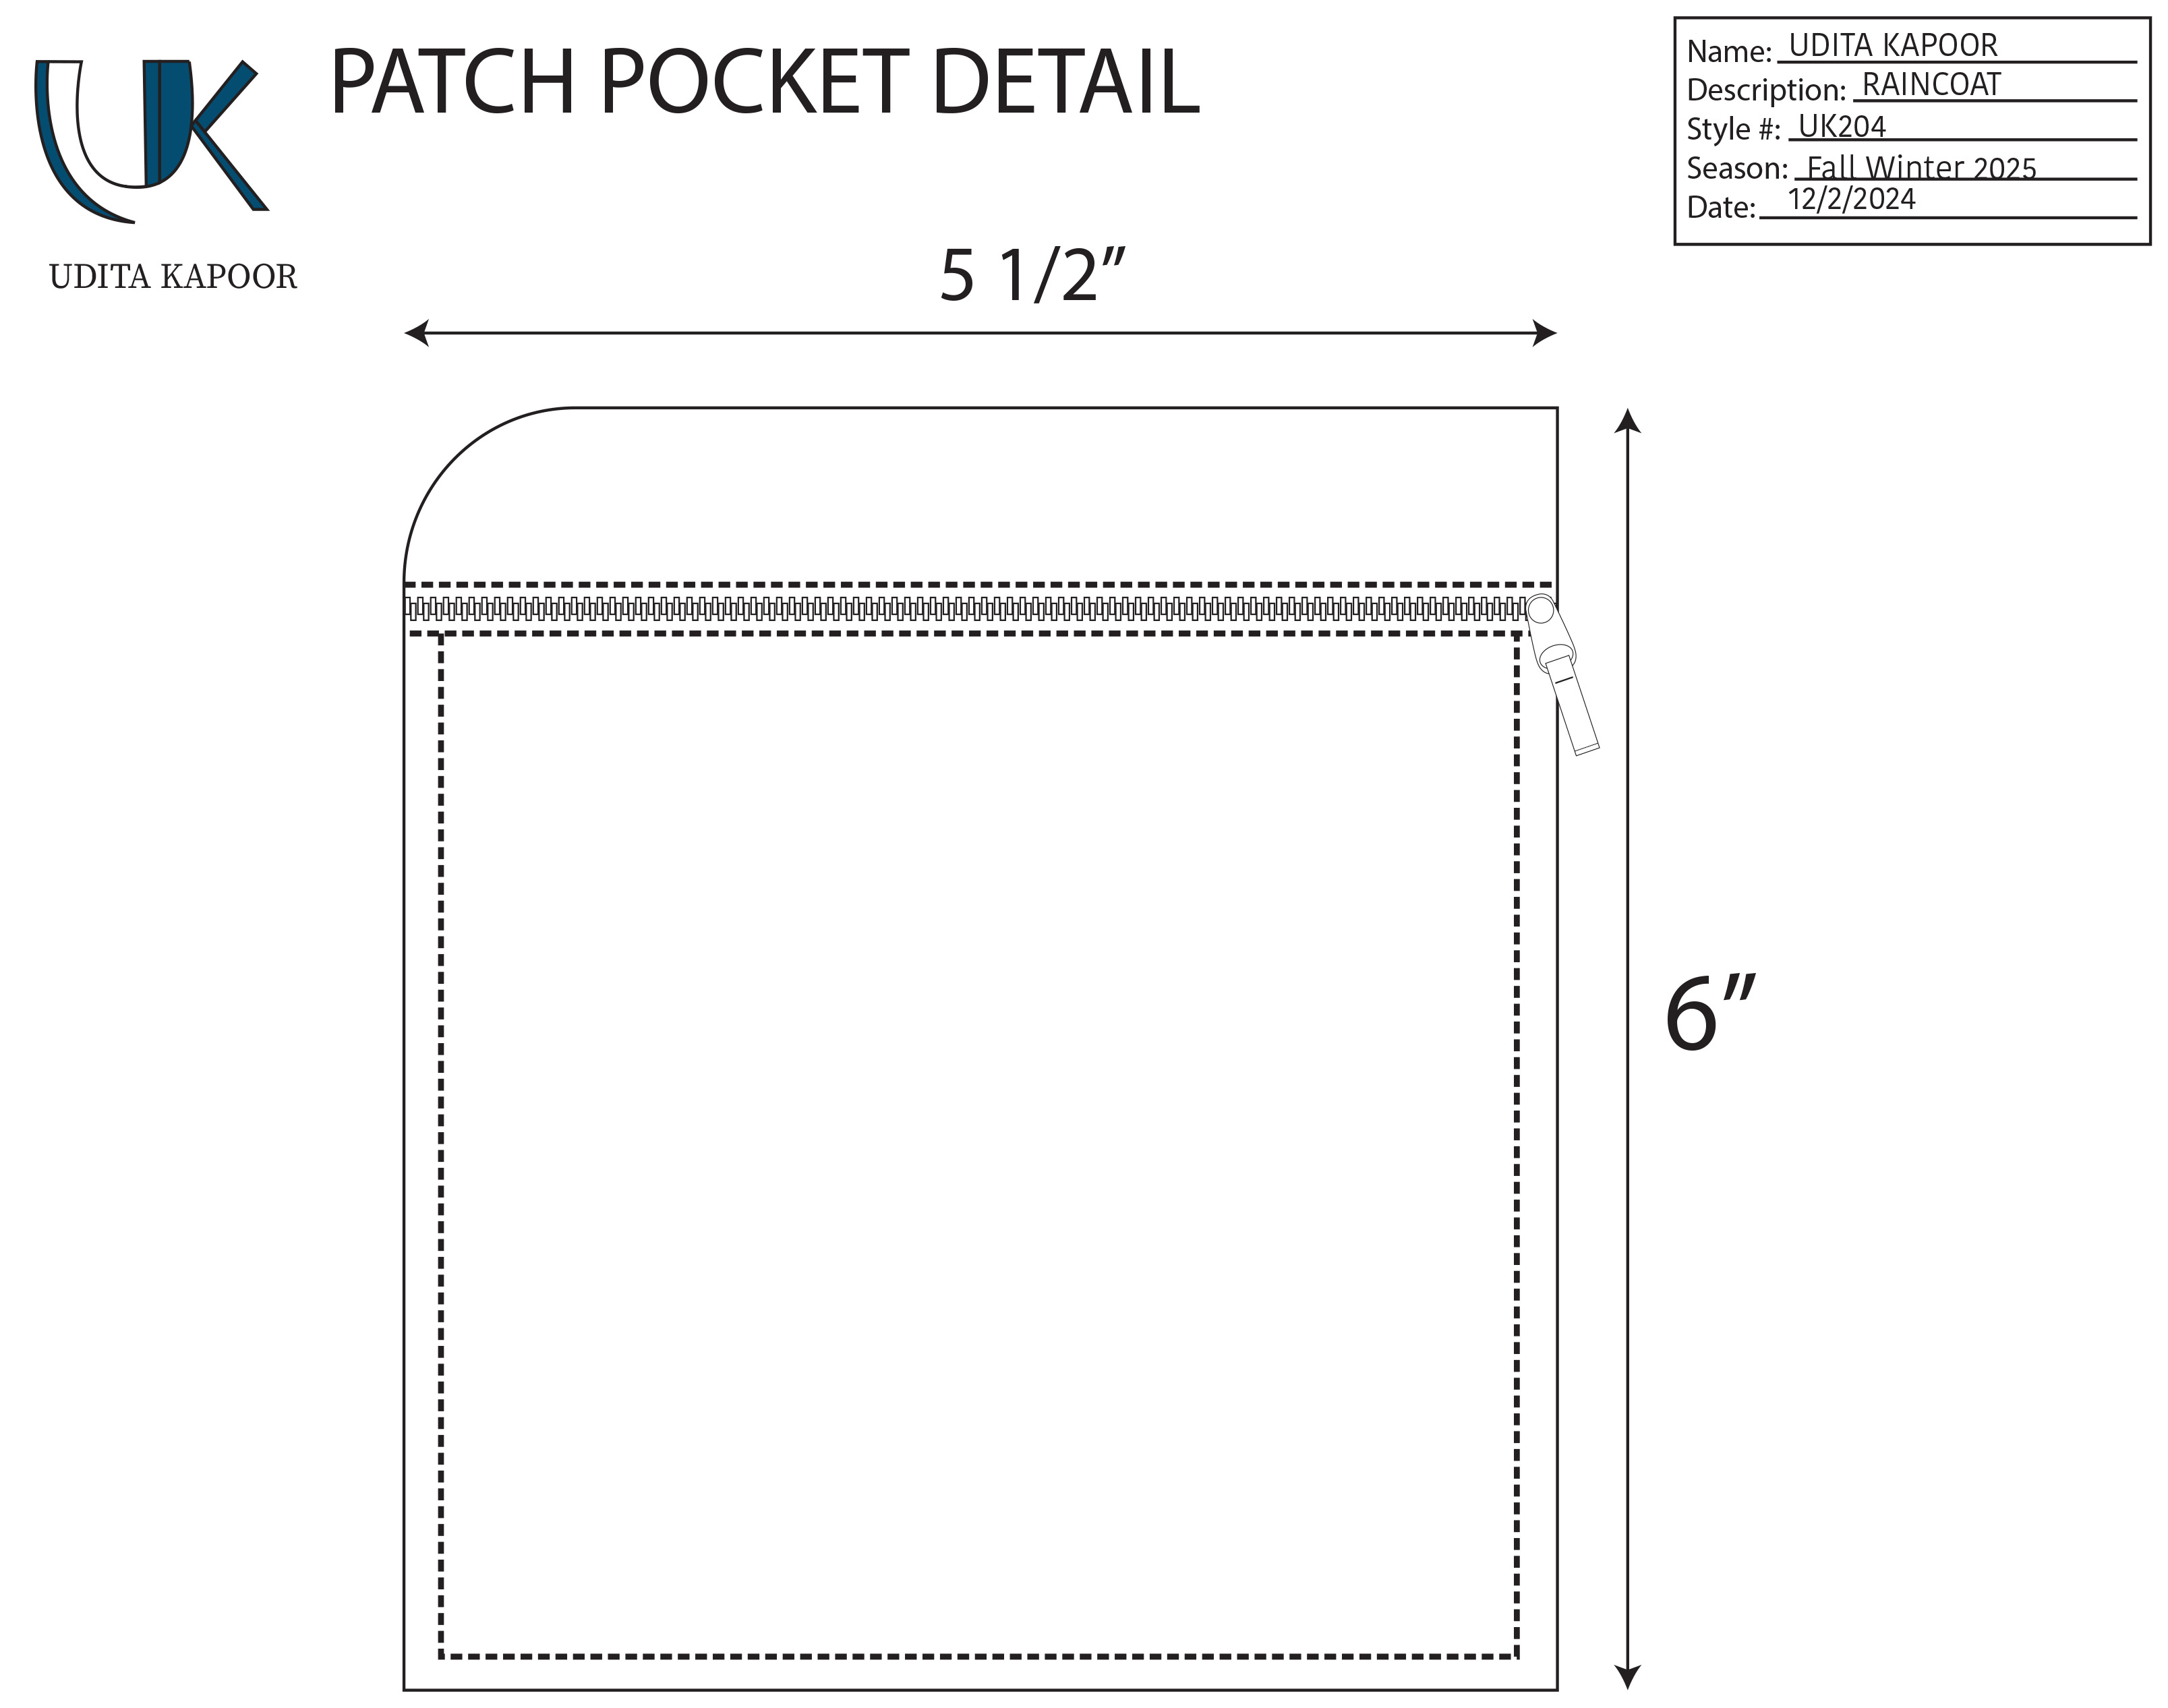 UK
UDITA KAPOOR
PATCH POCKET DETAIL
Name: UDITA KAPOOR
Description: RAINCOAT
Style #: UK204
Season: Fall Winter 2025
Date: 12/2/2024
5 1/2”
6”